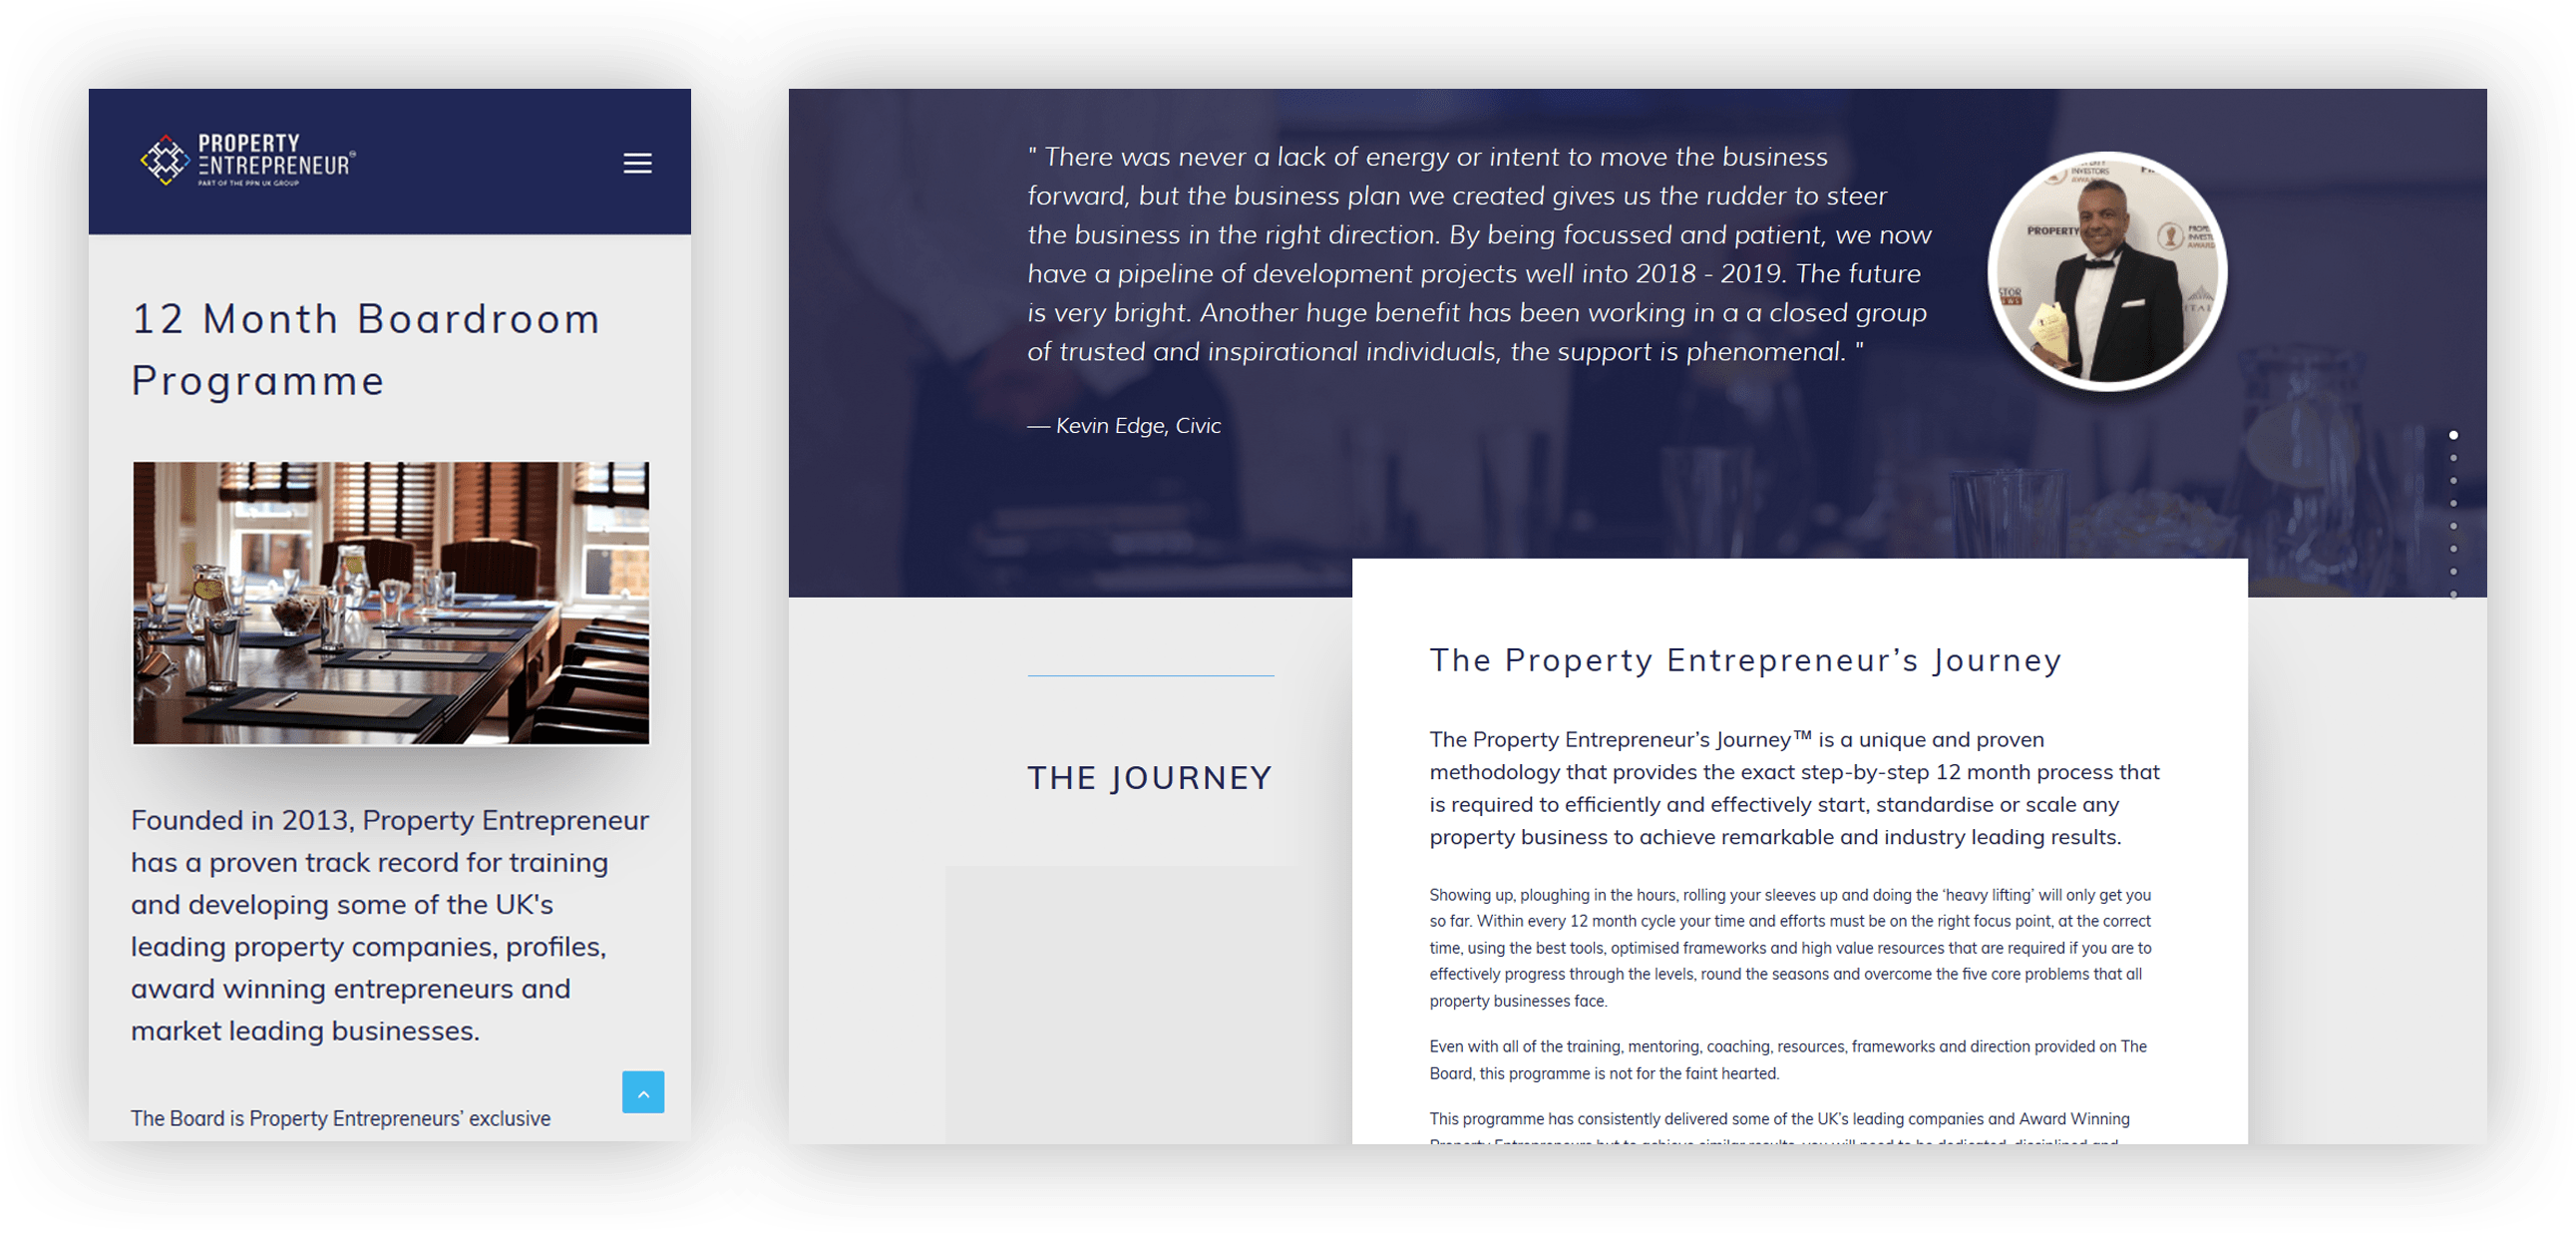 PROPERTY
ENTREPRENEUR
PART OF THE PPN UK GROUP
12 Month Boardroom
Programme
Founded in 2013, Property Entrepreneur
has a proven track record for training
and developing some of the UK's
leading property companies, profiles,
award winning entrepreneurs and
market leading businesses.
The Board is Property Entrepreneurs’ exclusive
" There was never a lack of energy or intent to move the business
forward, but the business plan we created gives us the rudder to steer
the business in the right direction. By being focussed and patient, we now
have a pipeline of development projects well into 2018 - 2019. The future
is very bright. Another huge benefit has been working in a a closed group
of trusted and inspirational individuals, the support is phenomenal. "
— Kevin Edge, Civic
PROPERTY
THE JOURNEY
The Property Entrepreneur’s Journey
The Property Entrepreneur’s Journey™ is a unique and proven
methodology that provides the exact step-by-step 12 month process that
is required to efficiently and effectively start, standardise or scale any
property business to achieve remarkable and industry leading results.
Showing up, ploughing in the hours, rolling your sleeves up and doing the ‘heavy lifting’ will only get you
so far. Within every 12 month cycle your time and efforts must be on the right focus point, at the correct
time, using the best tools, optimised frameworks and high value resources that are required if you are to
effectively progress through the levels, round the seasons and overcome the five core problems that all
property businesses face.
Even with all of the training, mentoring, coaching, resources, frameworks and direction provided on The
Board, this programme is not for the faint hearted.
This programme has consistently delivered some of the UK’s leading companies and Award Winning